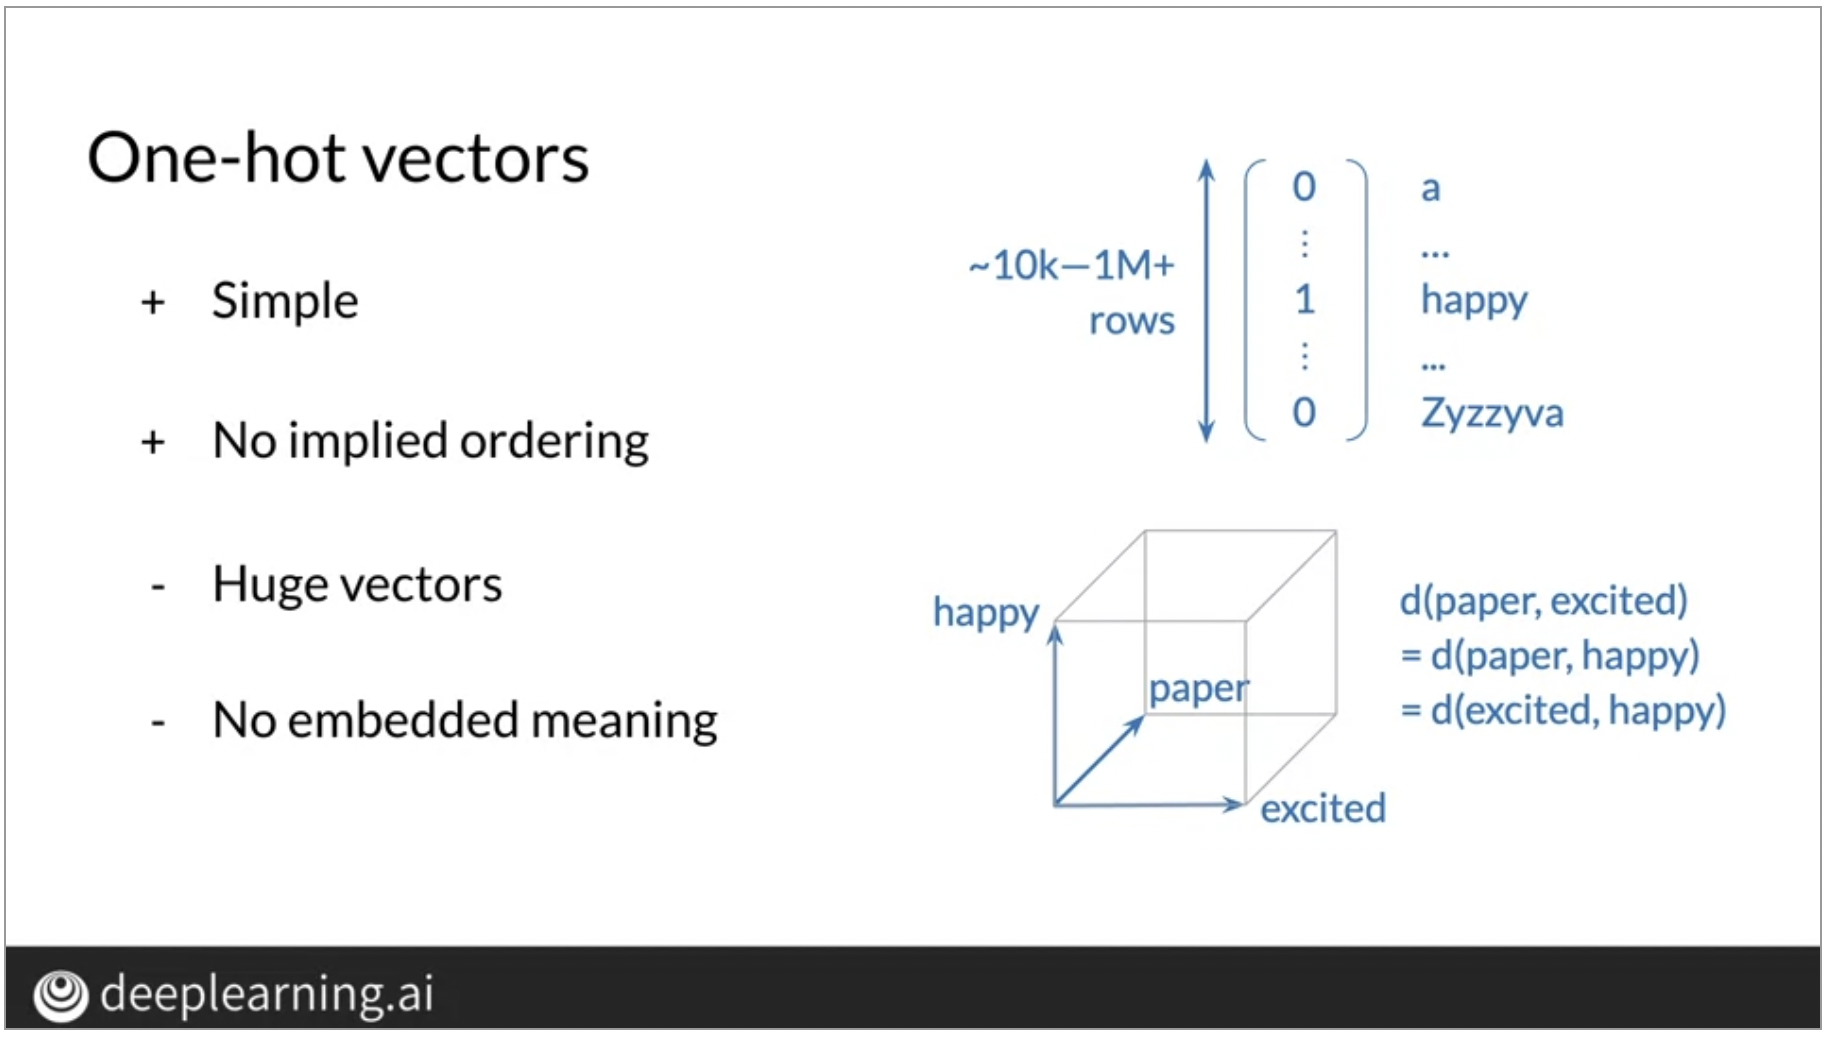 One-hot vectors
+ Simple
+ No implied ordering
- Huge vectors
- No embedded meaning
~10k—1M+
rows
0 a
⋮ ...
1 happy
⋮ ...
0 Zyzzyva
happy
paper
excited
d(paper, excited)
= d(paper, happy)
= d(excited, happy)
deeplearning.ai